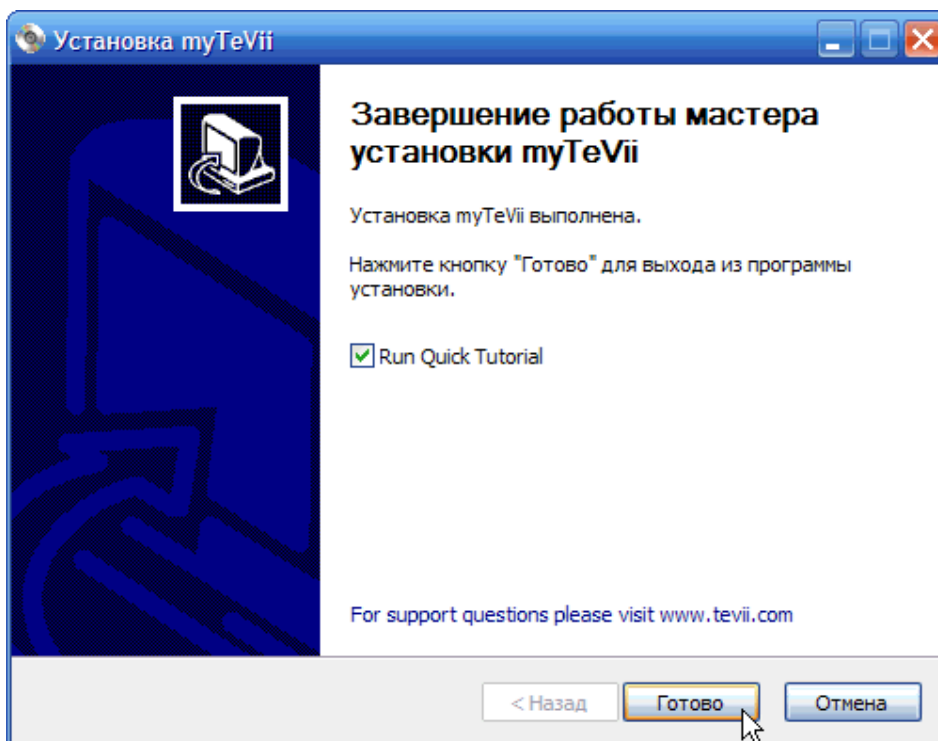 Установка myTeVii
Завершение работы мастера
установки myTeVii
Установка myTeVii выполнена.
Нажмите кнопку "Готово" для выхода из программы
установки.
Run Quick Tutorial
For support questions please visit www.tevii.com
< Назад
Готово
Отмена